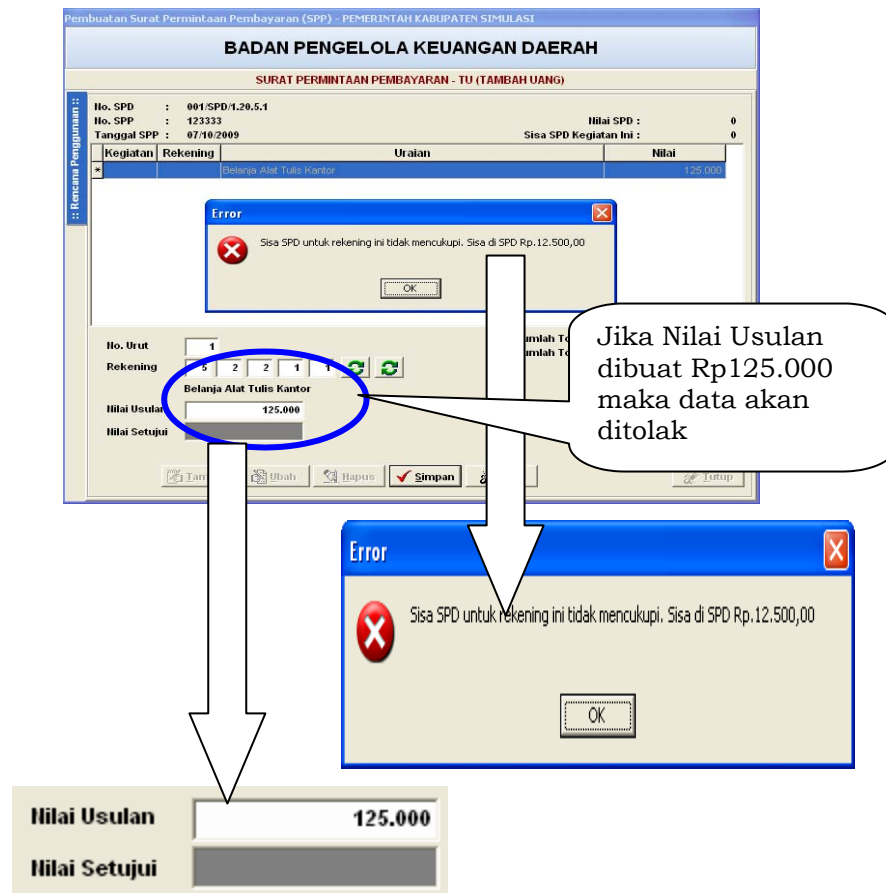 Pembuatan Surat Permintaan Pembayaran (SPP) - PEMERINTAH KABUPATEN SIMULASI
BADAN PENGELOLA KEUANGAN DAERAH
SURAT PERMINTAAN PEMBAYARAN - TU (TAMBAH UANG)
:: Rencana Penggunaan ::
No. SPD : 001/SPD/1.20.5.1
No. SPP : 123333 Nilai SPD : 0
Tanggal SPP : 07/10/2009 Sisa SPD Kegiatan Ini : 0
Kegiatan Rekening Uraian Nilai
* Belanja Alat Tulis Kantor 125.000
Error
Sisa SPD untuk rekening ini tidak mencukupi. Sisa di SPD Rp.12.500,00
OK
No. Urut 1
Rekening 5 2 2 1 1
Belanja Alat Tulis Kantor
Nilai Usulan 125.000
Nilai Setujui
Ubah Hapus Simpan Tutup
Jika Nilai Usulan
dibuat Rp125.000
maka data akan
ditolak
Error
Sisa SPD untuk rekening ini tidak mencukupi. Sisa di SPD Rp.12.500,00
OK
Nilai Usulan 125.000
Nilai Setujui